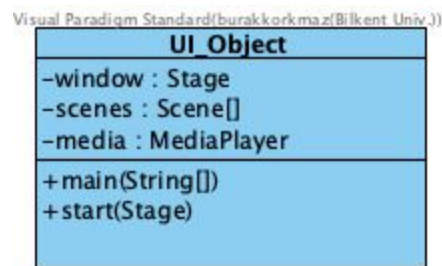 Visual Paradigm Standard(burakkorkmaz(Bilkent Univ.))
UI_Object
-window : Stage
-scenes : Scene[]
-media : MediaPlayer
+main(String[])
+start(Stage)